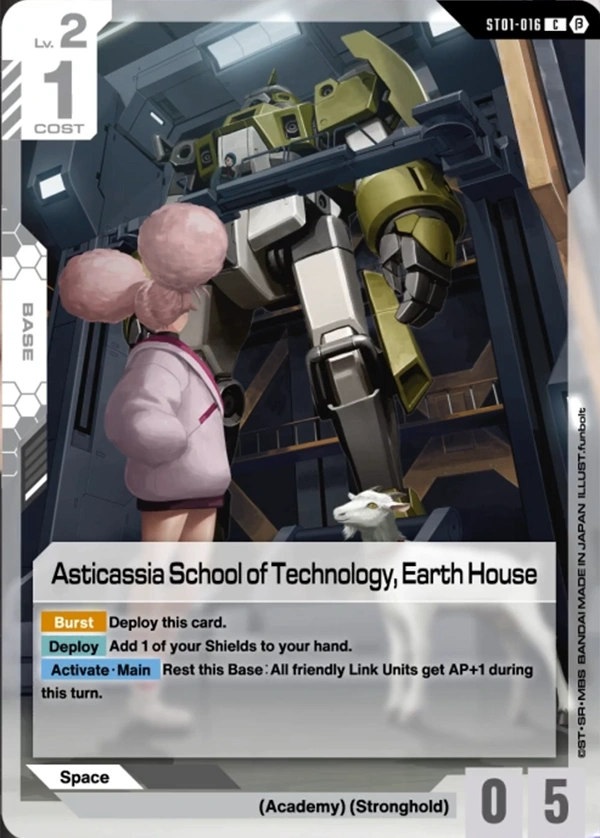 ST01-016 C β
Lv. 2
1
COST
BASE
Asticassia School of Technology, Earth House
Burst Deploy this card.
Deploy Add 1 of your Shields to your hand.
Activate･Main Rest this Base：All friendly Link Units get AP+1 during
this turn.
Space
(Academy) (Stronghold)
0 5
©ST･SR･MBS BANDAI MADE IN JAPAN ILLUST.funbolt